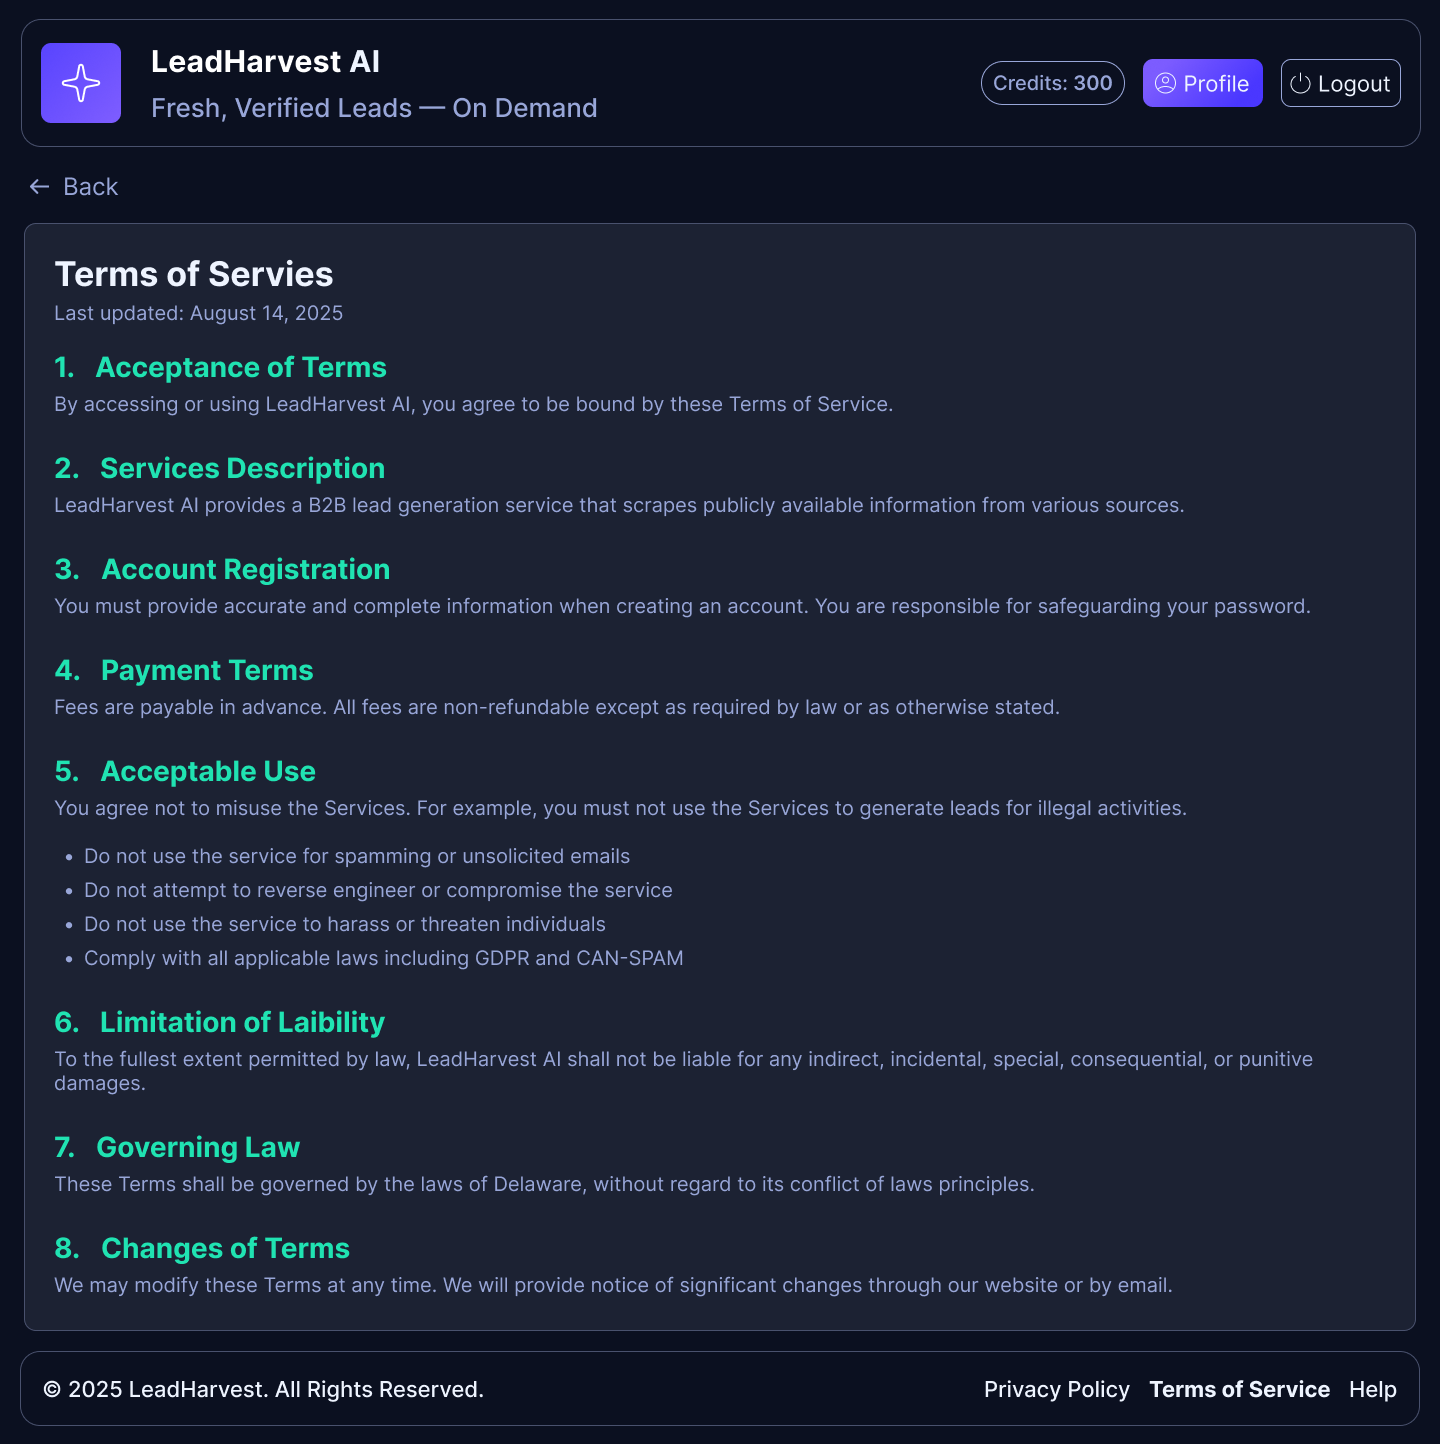 LeadHarvest AI
Fresh, Verified Leads — On Demand
Credits: 300
Profile
Logout
← Back
Terms of Servies
Last updated: August 14, 2025
1. Acceptance of Terms
By accessing or using LeadHarvest AI, you agree to be bound by these Terms of Service.
2. Services Description
LeadHarvest AI provides a B2B lead generation service that scrapes publicly available information from various sources.
3. Account Registration
You must provide accurate and complete information when creating an account. You are responsible for safeguarding your password.
4. Payment Terms
Fees are payable in advance. All fees are non-refundable except as required by law or as otherwise stated.
5. Acceptable Use
You agree not to misuse the Services. For example, you must not use the Services to generate leads for illegal activities.
• Do not use the service for spamming or unsolicited emails
• Do not attempt to reverse engineer or compromise the service
• Do not use the service to harass or threaten individuals
• Comply with all applicable laws including GDPR and CAN-SPAM
6. Limitation of Laibility
To the fullest extent permitted by law, LeadHarvest AI shall not be liable for any indirect, incidental, special, consequential, or punitive
damages.
7. Governing Law
These Terms shall be governed by the laws of Delaware, without regard to its conflict of laws principles.
8. Changes of Terms
We may modify these Terms at any time. We will provide notice of significant changes through our website or by email.
© 2025 LeadHarvest. All Rights Reserved.
Privacy Policy
Terms of Service
Help